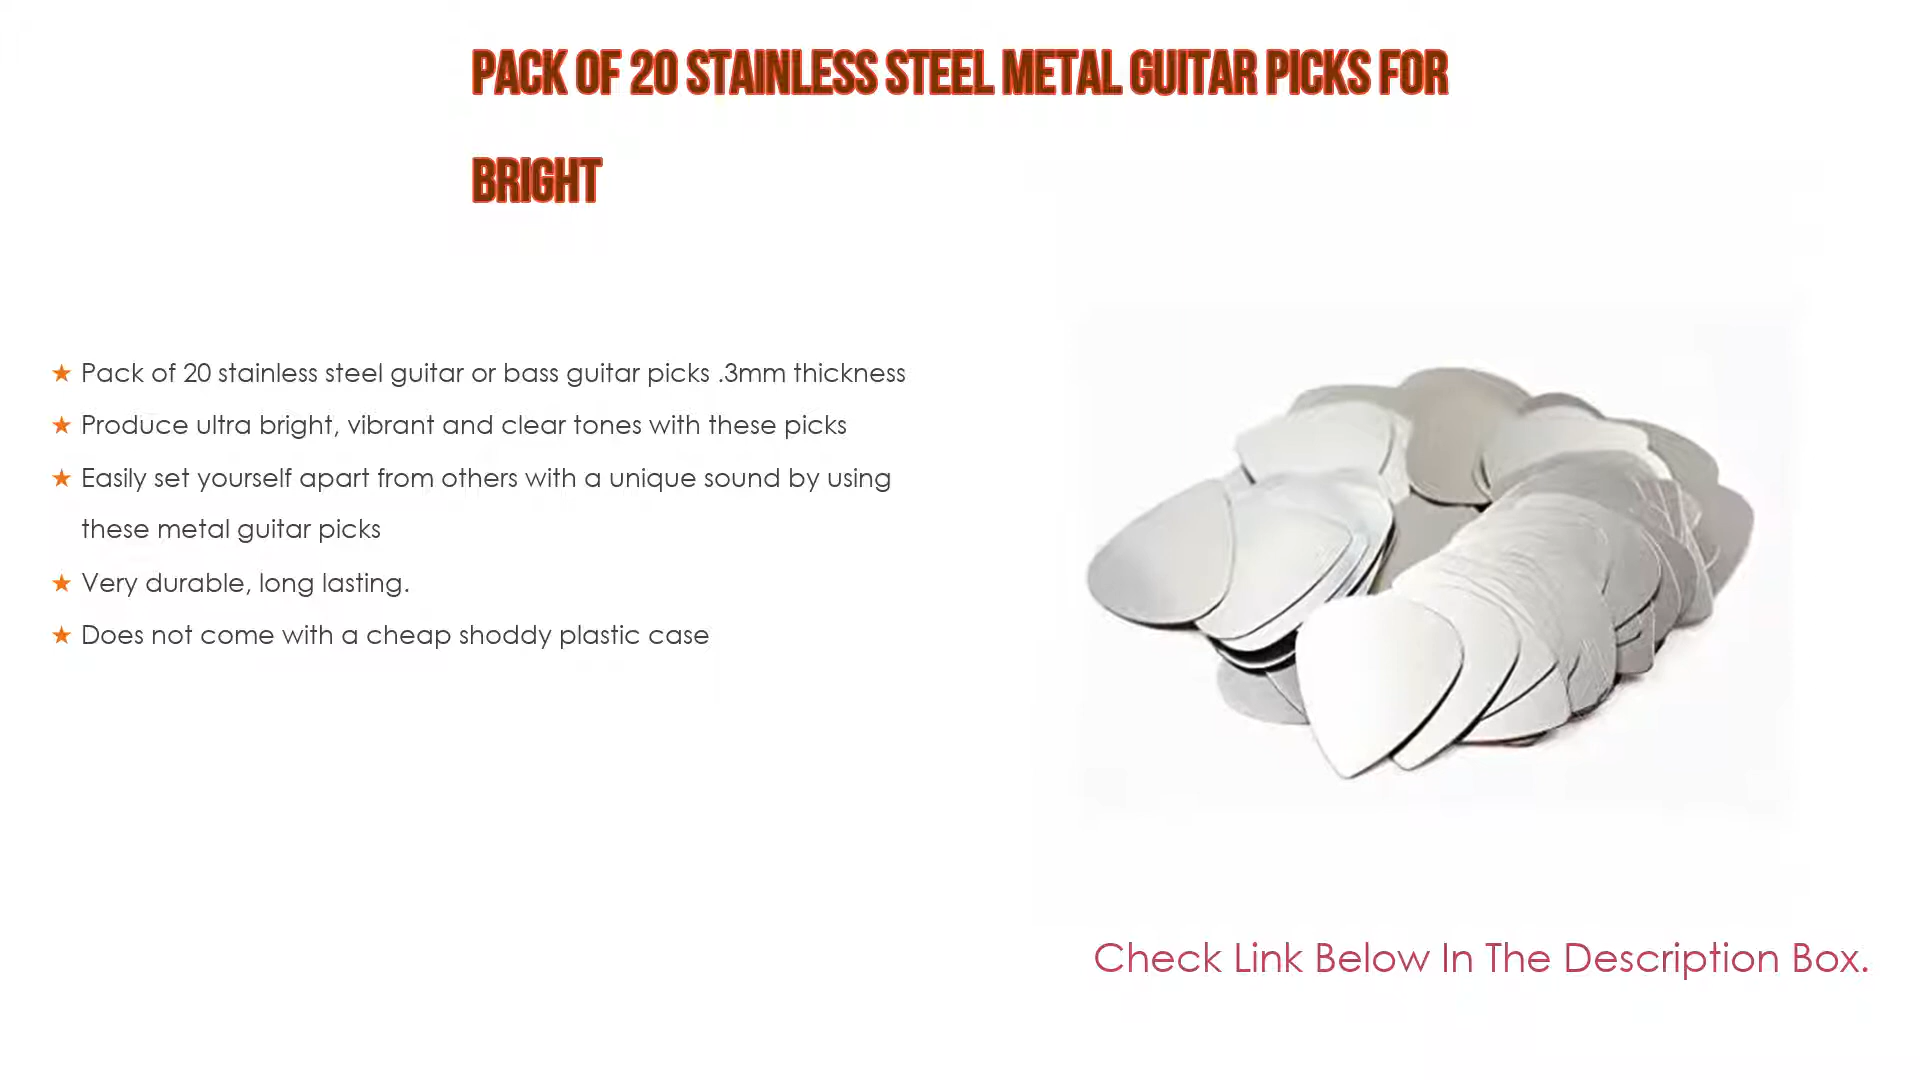 PACK OF 20 STAINLESS STEEL METAL GUITAR PICKS FOR
BRIGHT
★ Pack of 20 stainless steel guitar or bass guitar picks .3mm thickness
★ Produce ultra bright, vibrant and clear tones with these picks
★ Easily set yourself apart from others with a unique sound by using
these metal guitar picks
★ Very durable, long lasting.
★ Does not come with a cheap shoddy plastic case
Check Link Below In The Description Box.